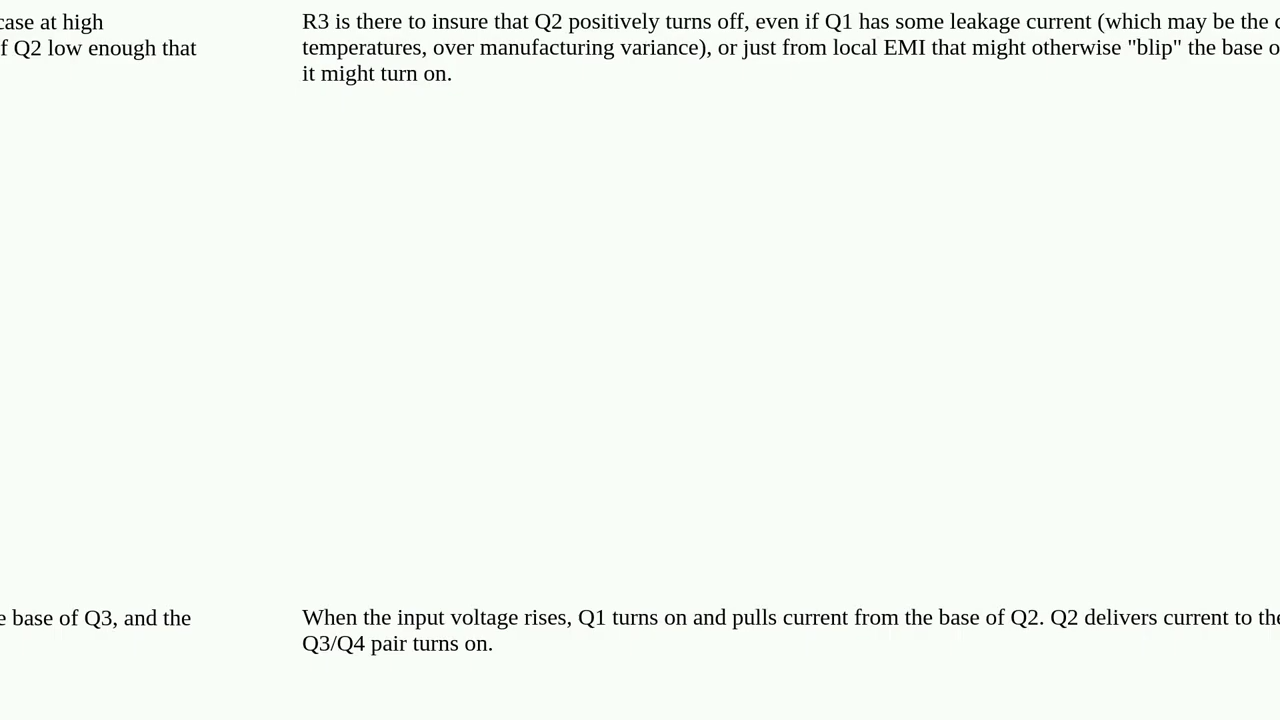 case at high
f Q2 low enough that
R3 is there to insure that Q2 positively turns off, even if Q1 has some leakage current (which may be the c
temperatures, over manufacturing variance), or just from local EMI that might otherwise "blip" the base o
it might turn on.
e base of Q3, and the
When the input voltage rises, Q1 turns on and pulls current from the base of Q2. Q2 delivers current to the
Q3/Q4 pair turns on.